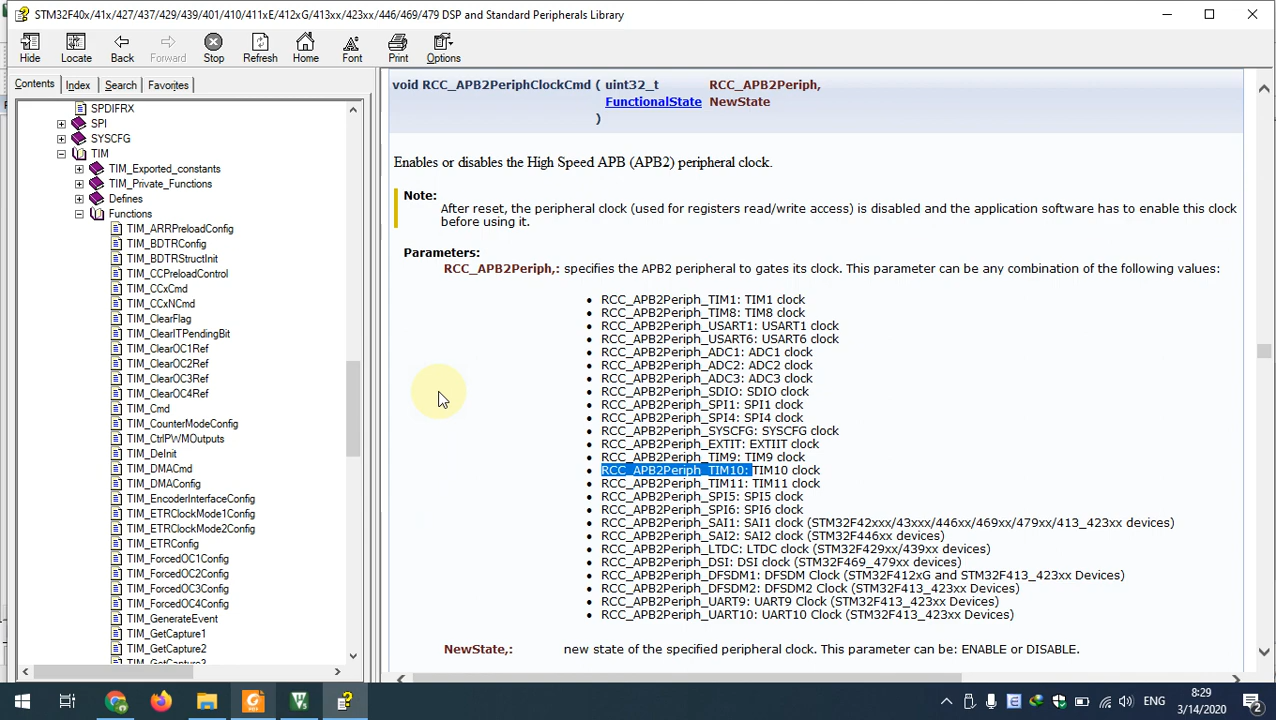 STM32F40x/41x/427/437/429/439/401/410/411xE/412xG/413xx/423xx/446/469/479 DSP and Standard Peripherals Library
Hide Locate Back Forward Stop Refresh Home Font Print Options
Contents Index Search Favorites
SPDIFRX
SPI
SYSCFG
TIM
TIM_Exported_constants
TIM_Private_Functions
Defines
Functions
TIM_ARRPreloadConfig
TIM_BDTRConfig
TIM_BDTRStructInit
TIM_CCPreloadControl
TIM_CCxCmd
TIM_CCxNCmd
TIM_ClearFlag
TIM_ClearITPendingBit
TIM_ClearOC1Ref
TIM_ClearOC2Ref
TIM_ClearOC3Ref
TIM_ClearOC4Ref
TIM_Cmd
TIM_CounterModeConfig
TIM_CtrlPWMOutputs
TIM_DeInit
TIM_DMACmd
TIM_DMAConfig
TIM_EncoderInterfaceConfig
TIM_ETRClockMode1Config
TIM_ETRClockMode2Config
TIM_ETRConfig
TIM_ForcedOC1Config
TIM_ForcedOC2Config
TIM_ForcedOC3Config
TIM_ForcedOC4Config
TIM_GenerateEvent
TIM_GetCapture1
TIM_GetCapture2
void RCC_APB2PeriphClockCmd ( uint32_t RCC_APB2Periph,
FunctionalState NewState
)
Enables or disables the High Speed APB (APB2) peripheral clock.
Note:
After reset, the peripheral clock (used for registers read/write access) is disabled and the application software has to enable this clock
before using it.
Parameters:
RCC_APB2Periph,: specifies the APB2 peripheral to gates its clock. This parameter can be any combination of the following values:
• RCC_APB2Periph_TIM1: TIM1 clock
• RCC_APB2Periph_TIM8: TIM8 clock
• RCC_APB2Periph_USART1: USART1 clock
• RCC_APB2Periph_USART6: USART6 clock
• RCC_APB2Periph_ADC1: ADC1 clock
• RCC_APB2Periph_ADC2: ADC2 clock
• RCC_APB2Periph_ADC3: ADC3 clock
• RCC_APB2Periph_SDIO: SDIO clock
• RCC_APB2Periph_SPI1: SPI1 clock
• RCC_APB2Periph_SPI4: SPI4 clock
• RCC_APB2Periph_SYSCFG: SYSCFG clock
• RCC_APB2Periph_EXTIT: EXTIIT clock
• RCC_APB2Periph_TIM9: TIM9 clock
• RCC_APB2Periph_TIM10: TIM10 clock
• RCC_APB2Periph_TIM11: TIM11 clock
• RCC_APB2Periph_SPI5: SPI5 clock
• RCC_APB2Periph_SPI6: SPI6 clock
• RCC_APB2Periph_SAI1: SAI1 clock (STM32F42xxx/43xxx/446xx/469xx/479xx/413_423xx devices)
• RCC_APB2Periph_SAI2: SAI2 clock (STM32F446xx devices)
• RCC_APB2Periph_LTDC: LTDC clock (STM32F429xx/439xx devices)
• RCC_APB2Periph_DSI: DSI clock (STM32F469_479xx devices)
• RCC_APB2Periph_DFSDM1: DFSDM Clock (STM32F412xG and STM32F413_423xx Devices)
• RCC_APB2Periph_DFSDM2: DFSDM2 Clock (STM32F413_423xx Devices)
• RCC_APB2Periph_UART9: UART9 Clock (STM32F413_423xx Devices)
• RCC_APB2Periph_UART10: UART10 Clock (STM32F413_423xx Devices)
NewState,: new state of the specified peripheral clock. This parameter can be: ENABLE or DISABLE.
ENG
8:29
3/14/2020
2